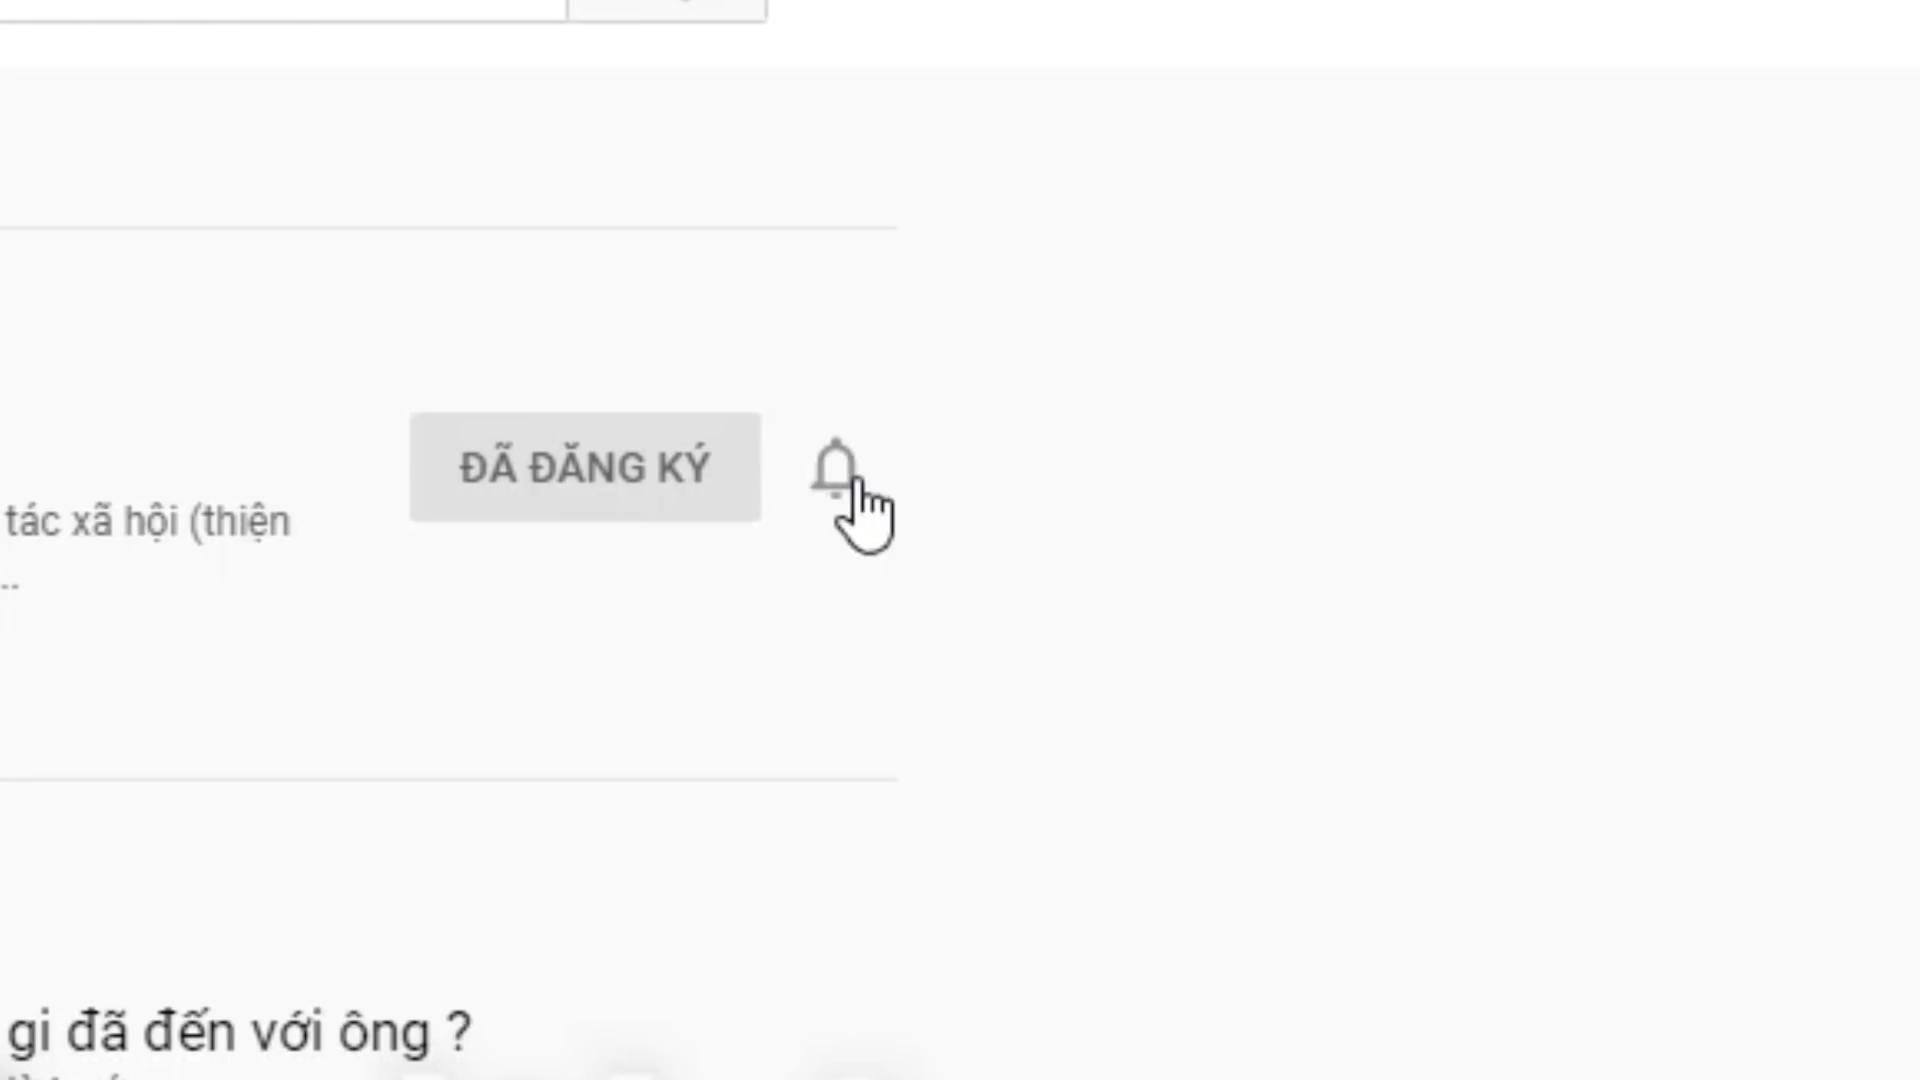 ĐÃ ĐĂNG KÝ
tác xã hội (thiện
...
gi đã đến với ông ?